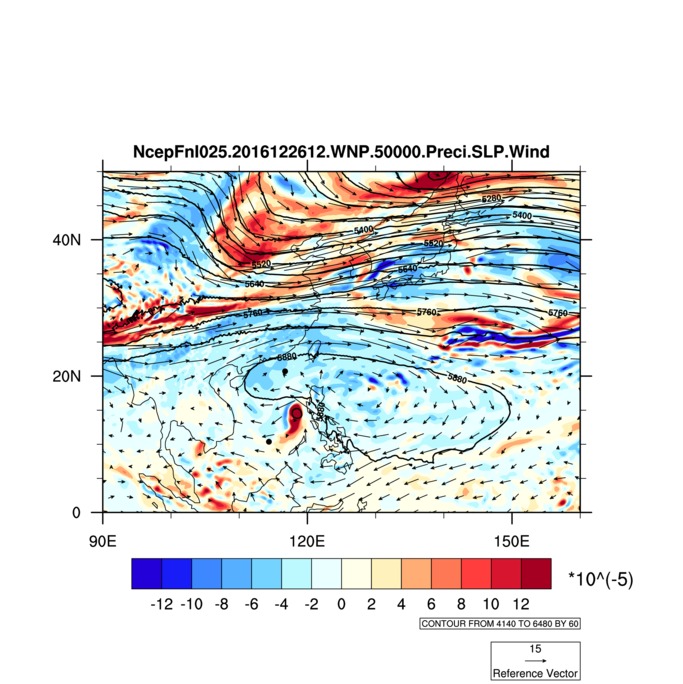 NcepFnl025.2016122612.WNP.50000.Preci.SLP.Wind
5280
5400
5400
5520
40N
5520
5640
5640
5760
5760
5760
5880
20N
5880
5880
0
90E 120E 150E
*10^(-5)
-12 -10 -8 -6 -4 -2 0 2 4 6 8 10 12
CONTOUR FROM 4140 TO 6480 BY 60
15
Reference Vector